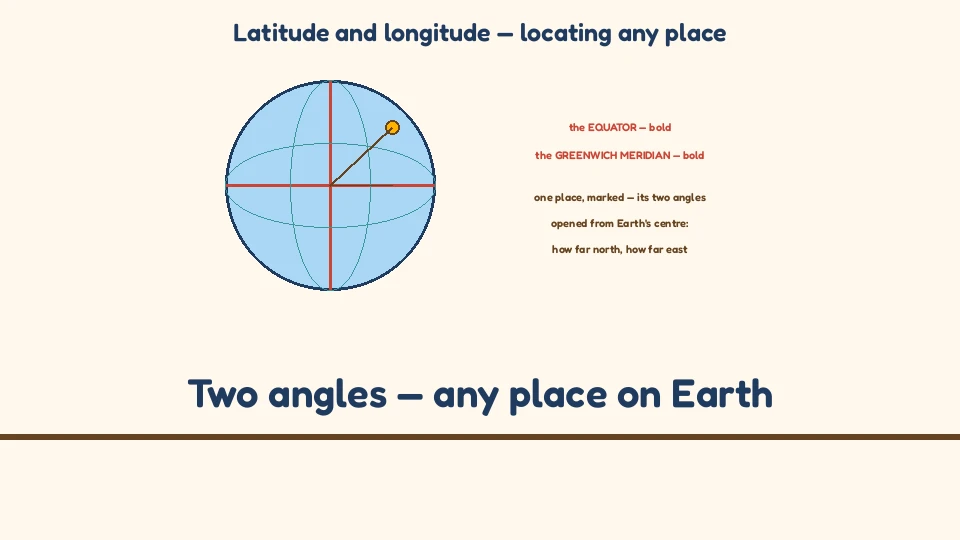 Latitude and longitude — locating any place
the EQUATOR — bold
the GREENWICH MERIDIAN — bold
one place, marked — its two angles
opened from Earth's centre:
how far north, how far east
Two angles — any place on Earth